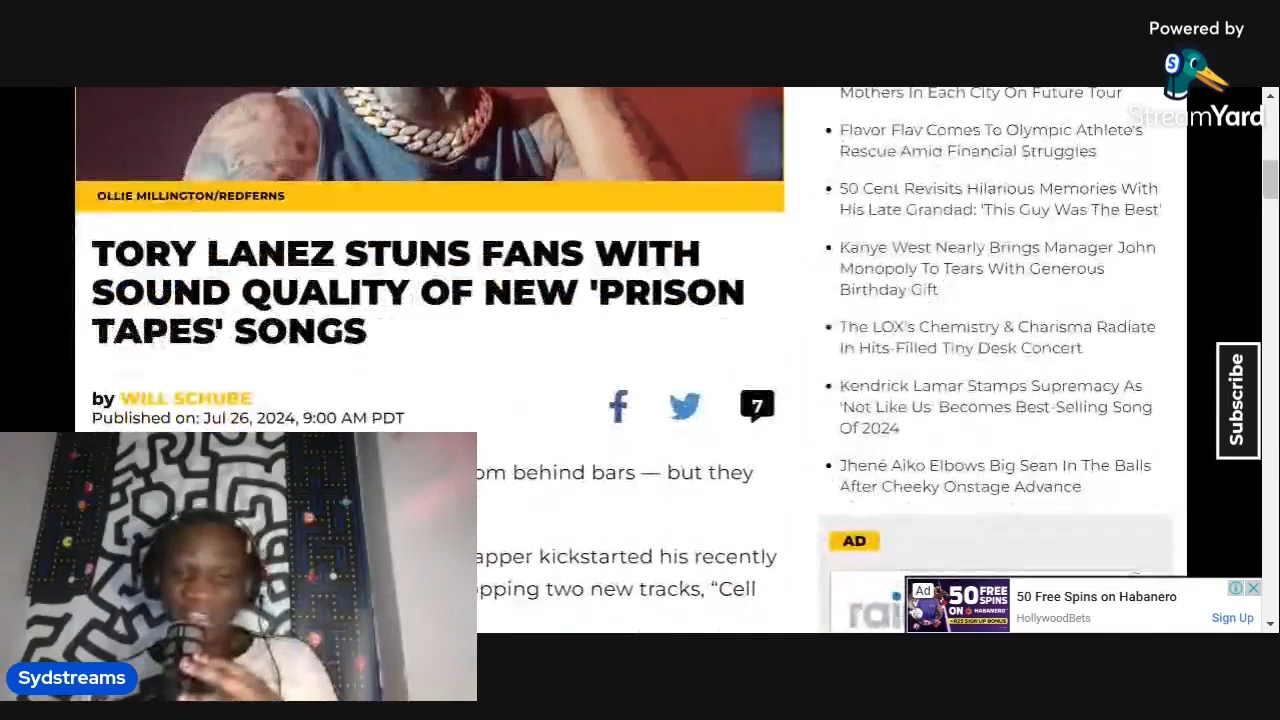 Powered by
StreamYard
OLLIE MILLINGTON/REDFERNS
TORY LANEZ STUNS FANS WITH
SOUND QUALITY OF NEW 'PRISON
TAPES' SONGS
by WILL SCHUBE
Published on: Jul 26, 2024, 9:00 AM PDT
7
om behind bars — but they
apper kickstarted his recently
opping two new tracks, “Cell
Mothers In Each City On Future Tour
Flavor Flav Comes To Olympic Athlete's
Rescue Amid Financial Struggles
50 Cent Revisits Hilarious Memories With
His Late Grandad: 'This Guy Was The Best'
Kanye West Nearly Brings Manager John
Monopoly To Tears With Generous
Birthday Gift
The LOX's Chemistry & Charisma Radiate
In Hits-Filled Tiny Desk Concert
Kendrick Lamar Stamps Supremacy As
'Not Like Us' Becomes Best-Selling Song
Of 2024
Jhené Aiko Elbows Big Sean In The Balls
After Cheeky Onstage Advance
AD
rai
Ad
50 FREE
SPINS
ON HABANERO
+R25 SIGN UP BONUS
50 Free Spins on Habanero
HollywoodBets
Sign Up
Subscribe
Sydstreams